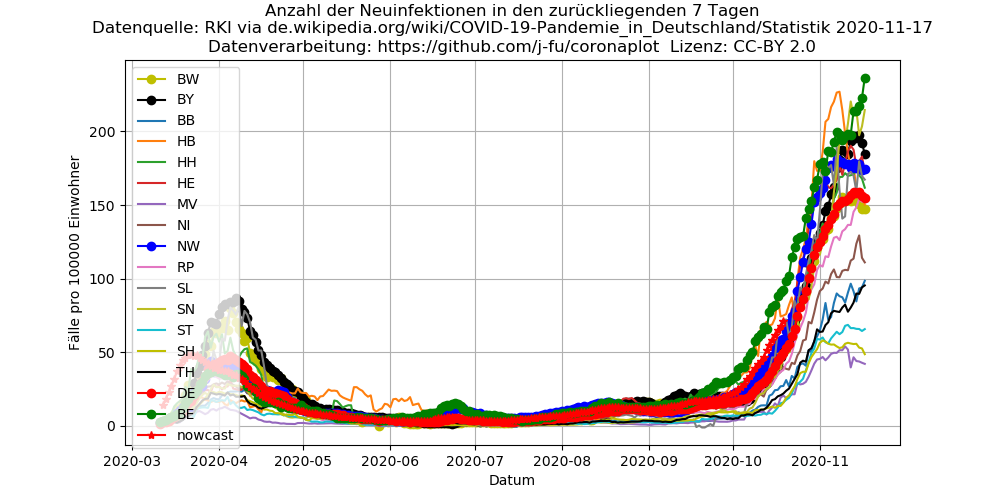 Anzahl der Neuinfektionen in den zurückliegenden 7 Tagen
Datenquelle: RKI via de.wikipedia.org/wiki/COVID-19-Pandemie_in_Deutschland/Statistik 2020-11-17
Datenverarbeitung: https://github.com/j-fu/coronaplot Lizenz: CC-BY 2.0
Fälle pro 100000 Einwohner
200
150
100
50
0
BW
BY
BB
HB
HH
HE
MV
NI
NW
RP
SL
SN
ST
SH
TH
DE
BE
nowcast
2020-03 2020-04 2020-05 2020-06 2020-07 2020-08 2020-09 2020-10 2020-11
Datum